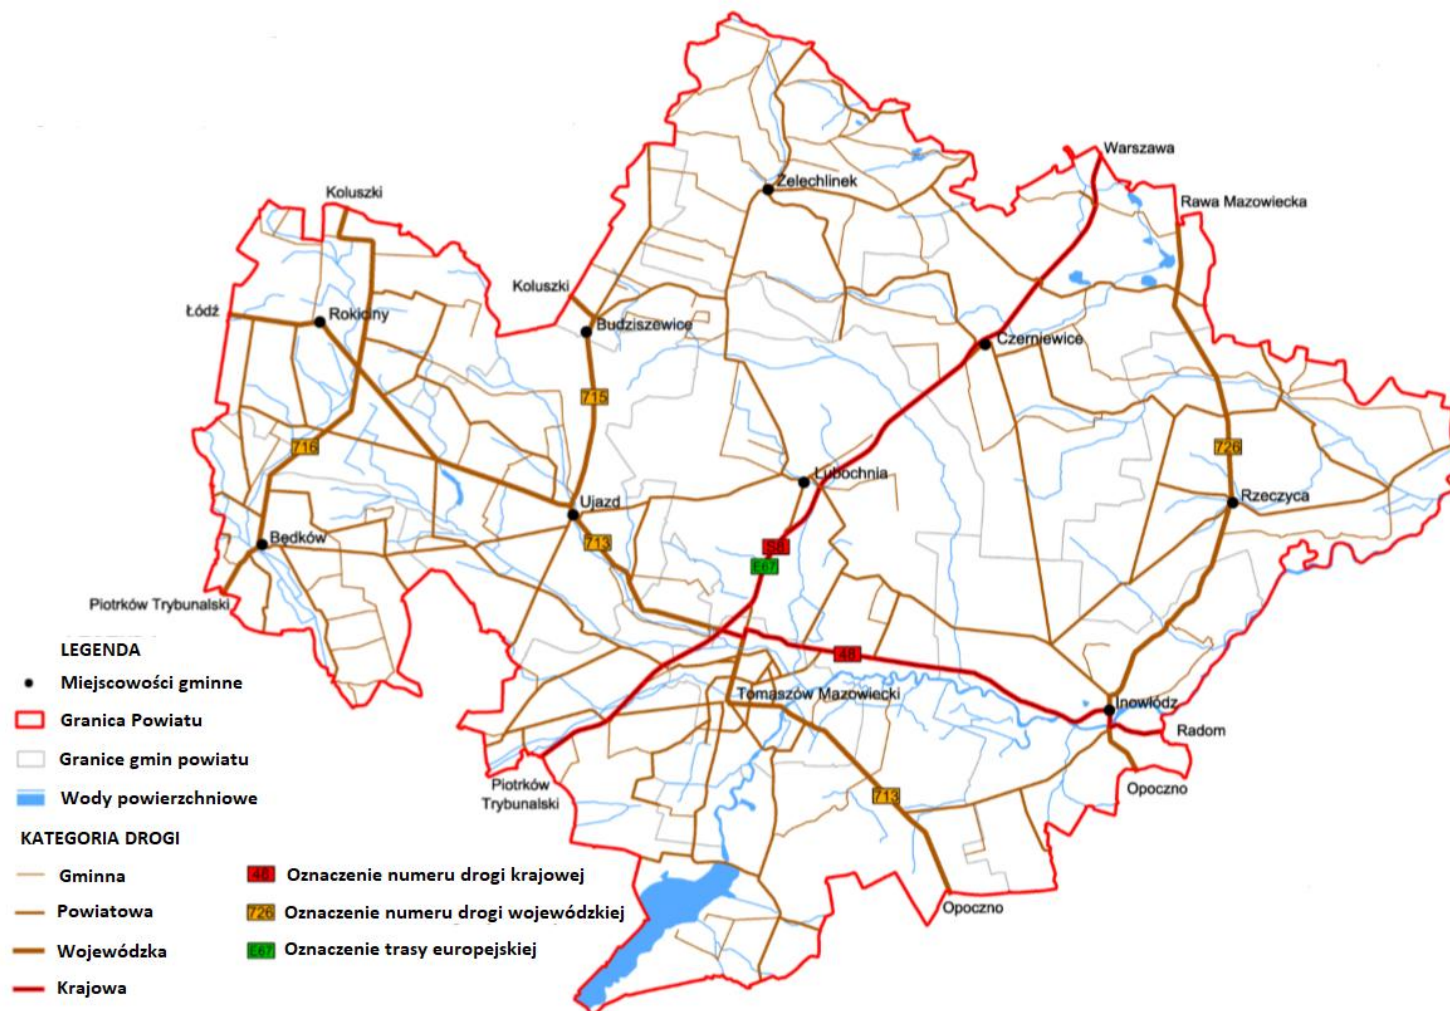 Warszawa
Żelechlinek
Koluszki
Rawa Mazowiecka
Koluszki
Łódź
Rokiciny
Budziszewice
Czerniewice
715
716
726
Lubochnia
Rzeczyca
Ujazd
713
S8
Będków
E67
Piotrków Trybunalski
48
Tomaszów Mazowiecki
Inowłódz
Radom
Piotrków
Trybunalski
Opoczno
713
Opoczno
LEGENDA
Miejscowości gminne
Granica Powiatu
Granice gmin powiatu
Wody powierzchniowe
KATEGORIA DROGI
Gminna
Powiatowa
Wojewódzka
Krajowa
48 Oznaczenie numeru drogi krajowej
726 Oznaczenie numeru drogi wojewódzkiej
E67 Oznaczenie trasy europejskiej